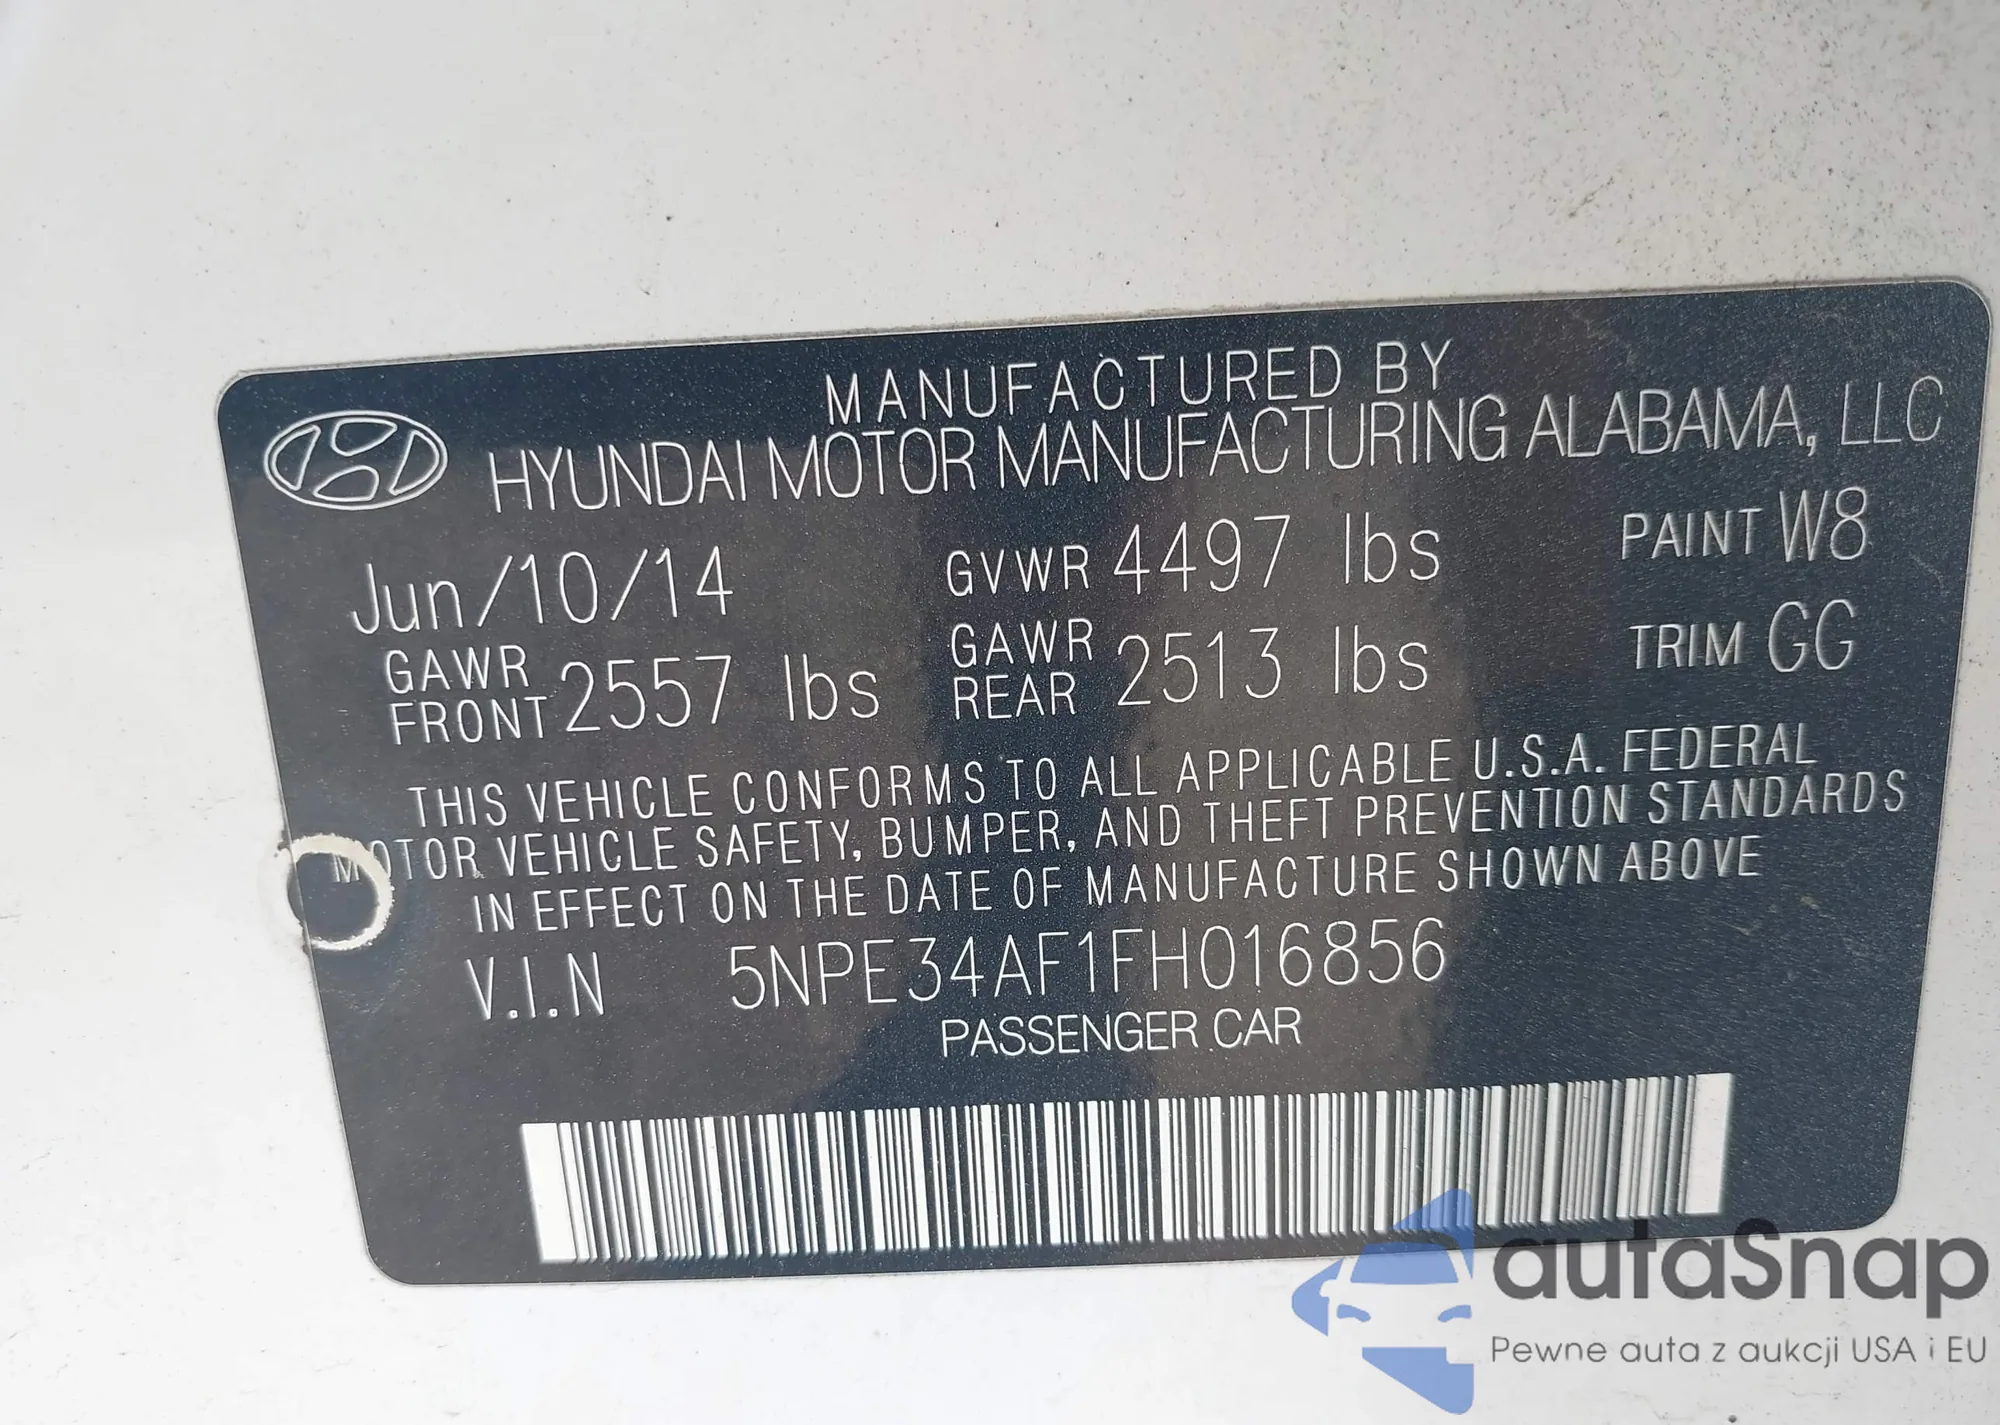 MANUFACTURED BY
HYUNDAI MOTOR MANUFACTURING ALABAMA, LLC
Jun/10/14 GVWR 4497 lbs PAINT W8
GAWR FRONT 2557 lbs GAWR REAR 2513 lbs TRIM GG
THIS VEHICLE CONFORMS TO ALL APPLICABLE U.S.A. FEDERAL
MOTOR VEHICLE SAFETY, BUMPER, AND THEFT PREVENTION STANDARDS
IN EFFECT ON THE DATE OF MANUFACTURE SHOWN ABOVE
V.I.N 5NPE34AF1FH016856
PASSENGER CAR
autaSnap
Pewne auta z aukcji USA i EU